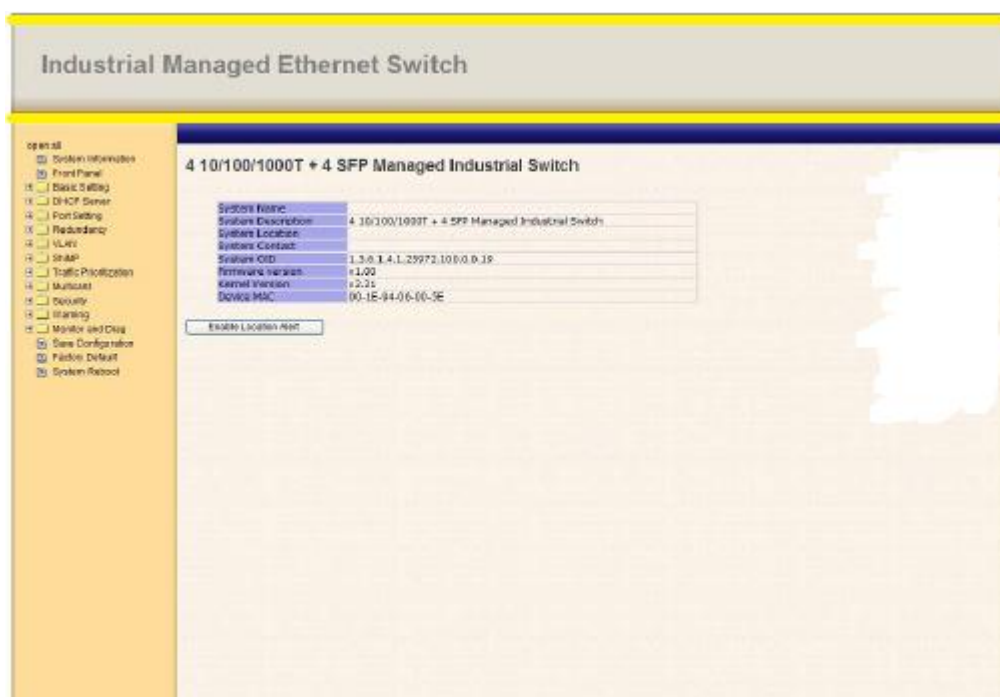 Industrial Managed Ethernet Switch
open all
System Information
Front Panel
Basic Setting
DHCP Server
Port Setting
Redundancy
VLAN
SNMP
Traffic Prioritization
Multicast
Security
Warning
Monitor and Diag
Save Configuration
Factory Default
System Reboot
4 10/100/1000T + 4 SFP Managed Industrial Switch
System Name
System Description 4 10/100/1000T + 4 SFP Managed Industrial Switch
System Location
System Contact
System OID 1.3.6.1.4.1.25972.100.0.0.19
Firmware Version v1.00
Kernel Version v2.21
Device MAC 00-1E-94-06-00-5E
Enable Location Alert